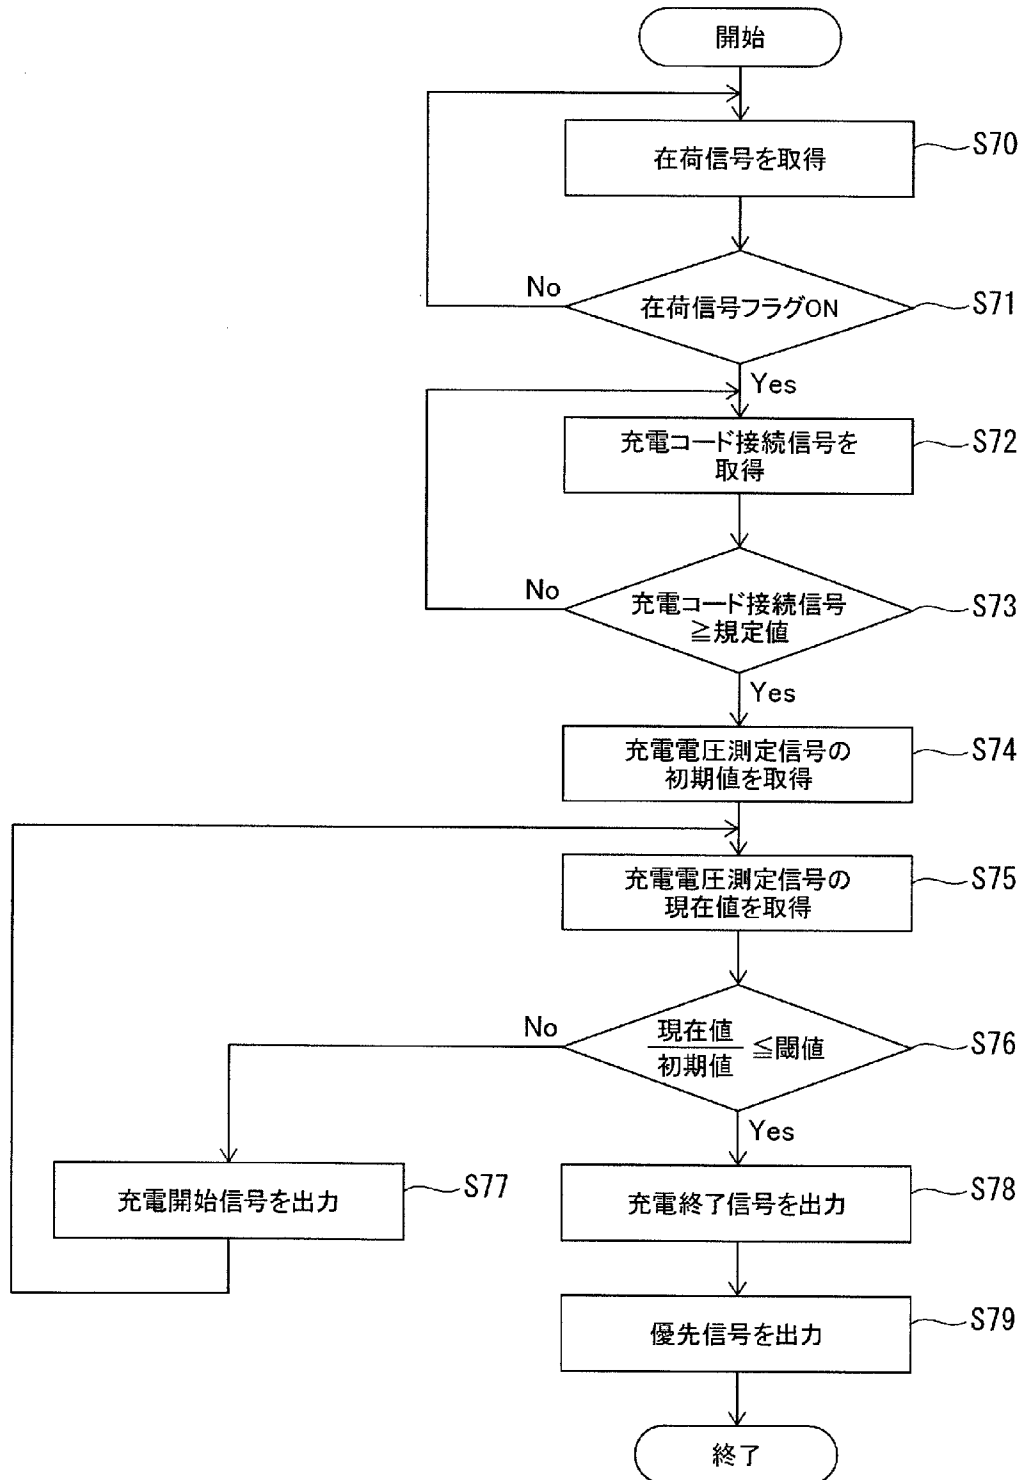 開始
在荷信号を取得
S70
No
在荷信号フラグON
S71
Yes
充電コード接続信号を
取得
S72
No
充電コード接続信号
≧規定値
S73
Yes
充電電圧測定信号の
初期値を取得
S74
充電電圧測定信号の
現在値を取得
S75
No
現在値
初期値
≦閾値
S76
Yes
充電開始信号を出力
S77
充電終了信号を出力
S78
優先信号を出力
S79
終了